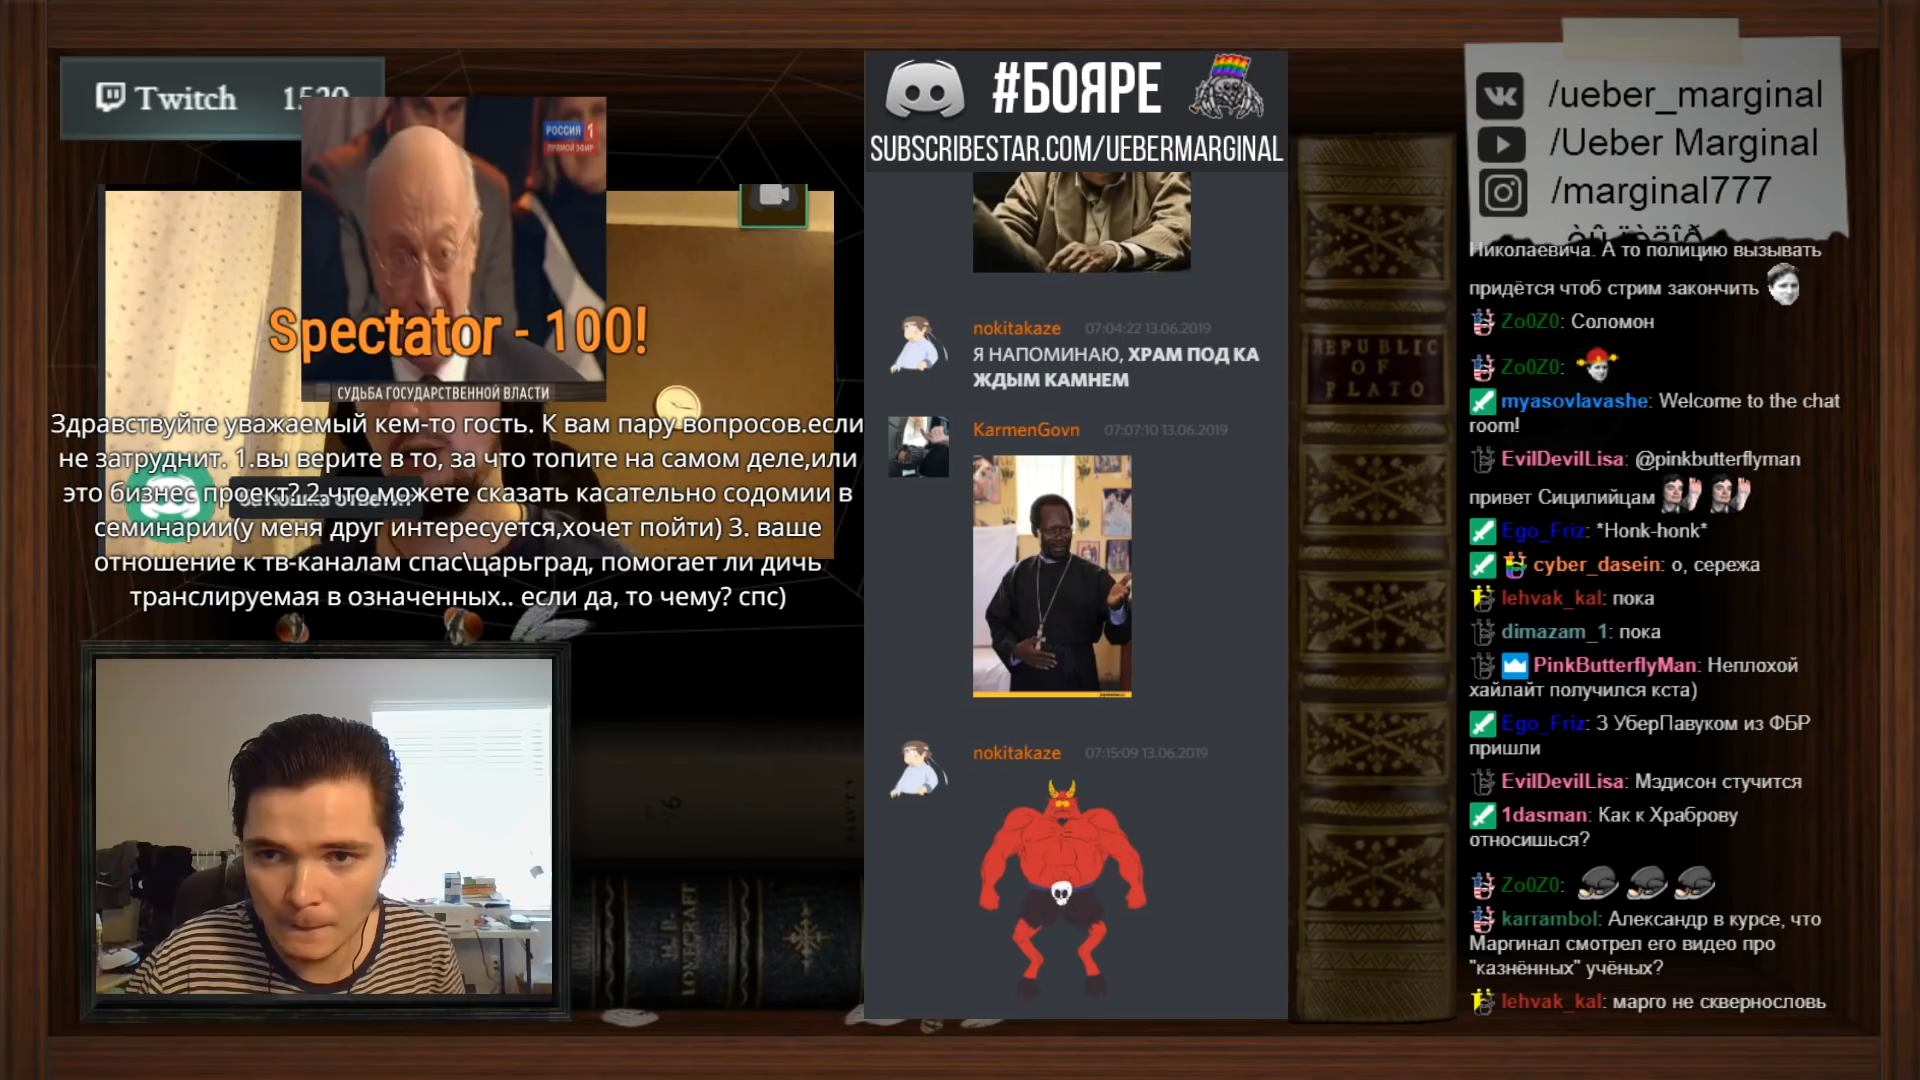 Twitch
РОССИЯ 1
ПРЯМОЙ ЭФИР
Spectator - 100!
СУДЬБА ГОСУДАРСТВЕННОЙ ВЛАСТИ
Здравствуйте уважаемый кем-то гость. К вам пару вопросов.если
не затруднит. 1.вы верите в то, за что топите на самом деле,или
это бизнес проект? 2.что можете сказать касательно содомии в
семинарии(у меня друг интересуется,хочет пойти) 3. ваше
отношение к тв-каналам спас\царьград, помогает ли дичь
транслируемая в означенных.. если да, то чему? спс)
H. P.
LOVECRAFT
#БОЯРЕ
SUBSCRIBESTAR.COM/UEBERMARGINAL
nokitakaze 07:04:22 13.06.2019
Я НАПОМИНАЮ, ХРАМ ПОД КА
ЖДЫМ КАМНЕМ
KarmenGovn 07:07:10 13.06.2019
nokitakaze 07:15:09 13.06.2019
REPUBLIC
OF
PLATO
/ueber_marginal
/Ueber Marginal
/marginal777
Николаевича. А то полицию вызывать
придётся чтоб стрим закончить
Zo0Z0: Соломон
Zo0Z0:
myasovlavashe: Welcome to the chat
room!
EvilDevilLisa: @pinkbutterflyman
привет Сицилийцам
Ego_Friz: *Honk-honk*
cyber_dasein: о, сережа
lehvak_kal: пока
dimazam_1: пока
PinkButterflyMan: Неплохой
хайлайт получился кста)
Ego_Friz: З УберПавуком из ФБР
пришли
EvilDevilLisa: Мэдисон стучится
1dasman: Как к Храброву
относишься?
Zo0Z0:
karrambol: Александр в курсе, что
Маргинал смотрел его видео про
"казнённых" учёных?
lehvak_kal: марго не сквернословь